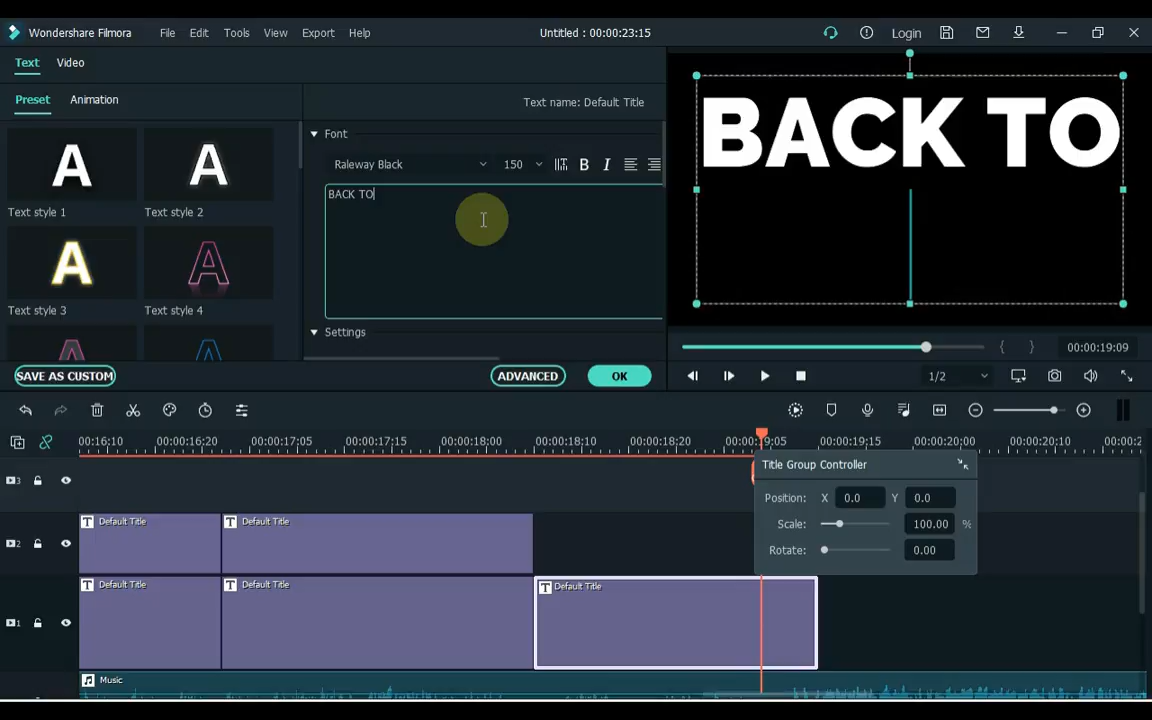 Wondershare Filmora
File Edit Tools View Export Help
Untitled : 00:00:23:15
Login
Text Video
Preset Animation
Text name: Default Title
Font
Raleway Black 150 B I
BACK TO
Text style 1 Text style 2
Text style 3 Text style 4
Settings
SAVE AS CUSTOM ADVANCED OK
BACK TO
00:00:19:09
1/2
00:16:10 00:00:16:20 00:00:17:05 00:00:17:15 00:00:18:00 00:00:18:10 00:00:18:20 00:00:19:05 00:00:19:15 00:00:20:00 00:00:20:10 00:00:2
Title Group Controller
Position: X 0.0 Y 0.0
Scale: 100.00 %
Rotate: 0.00
3
2
Default Title Default Title
1
Default Title Default Title Default Title
Music